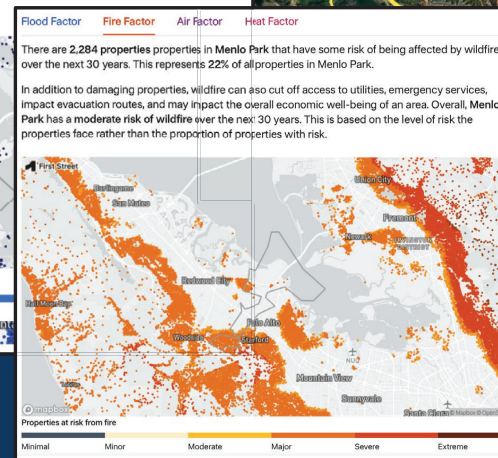 Flood Factor Fire Factor Air Factor Heat Factor
There are 2,284 properties properties in Menlo Park that have some risk of being affected by wildfire
over the next 30 years. This represents 22% of all properties in Menlo Park.
In addition to damaging properties, wildfire can also cut off access to utilities, emergency services,
impact evacuation routes, and may impact the overall economic well-being of an area. Overall, Menlo
Park has a moderate risk of wildfire over the next 30 years. This is based on the level of risk the
properties face rather than the proportion of properties with risk.
First Street
Burlingame
San Mateo
Union City
Fremont
Newark
IRVINGTON
DISTRICT
Redwood City
Half Moon Bay
Palo Alto
Woodside
Stanford
NUQ
Mountain View
Sunnyvale
Santa Clara
mapbox
© Mapbox
Properties at risk from fire
Minimal Minor Moderate Major Severe Extreme